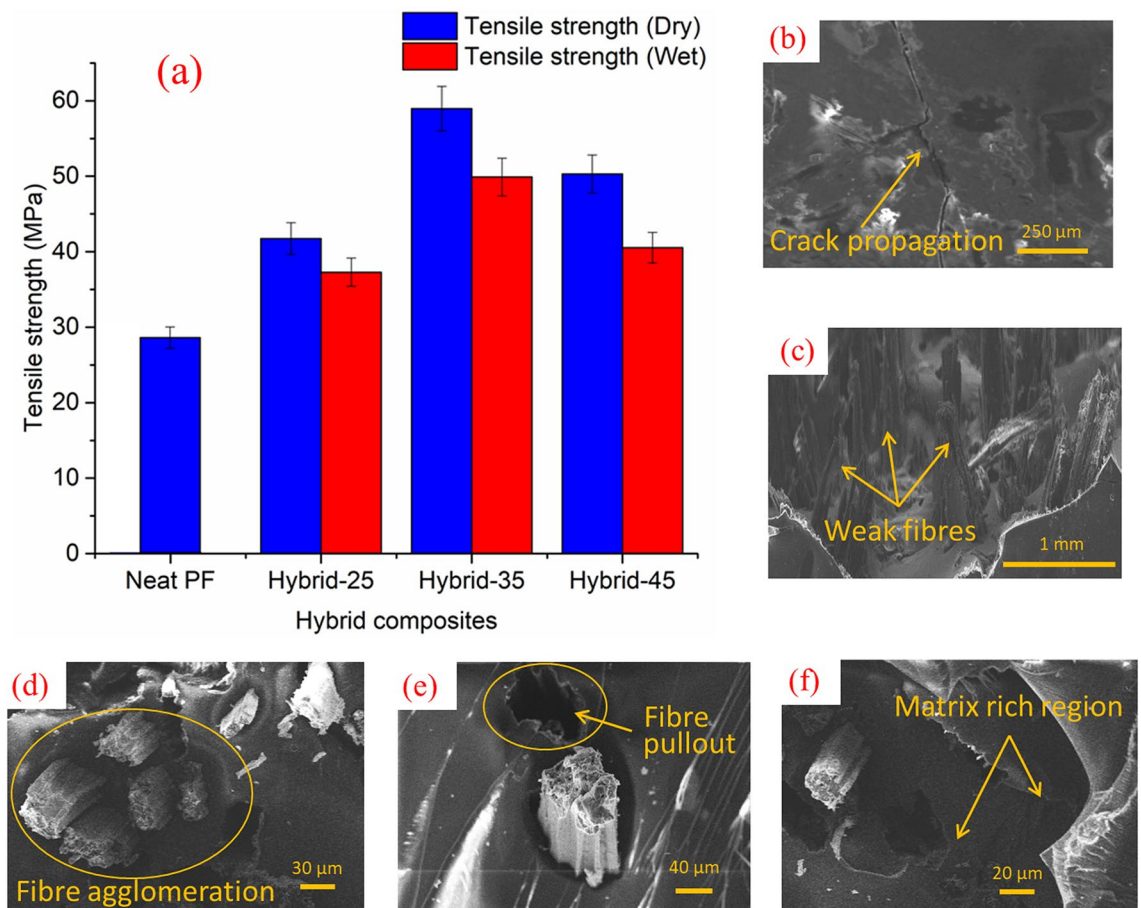 (a)
Tensile strength (Dry)
Tensile strength (Wet)
Tensile strength (MPa)
60
50
40
30
20
10
0
Neat PF
Hybrid-25
Hybrid-35
Hybrid-45
Hybrid composites
(b)
Crack propagation
250 µm
(c)
Weak fibres
1 mm
(d)
Fibre agglomeration
30 µm
(e)
Fibre
pullout
40 µm
(f)
Matrix rich region
20 µm